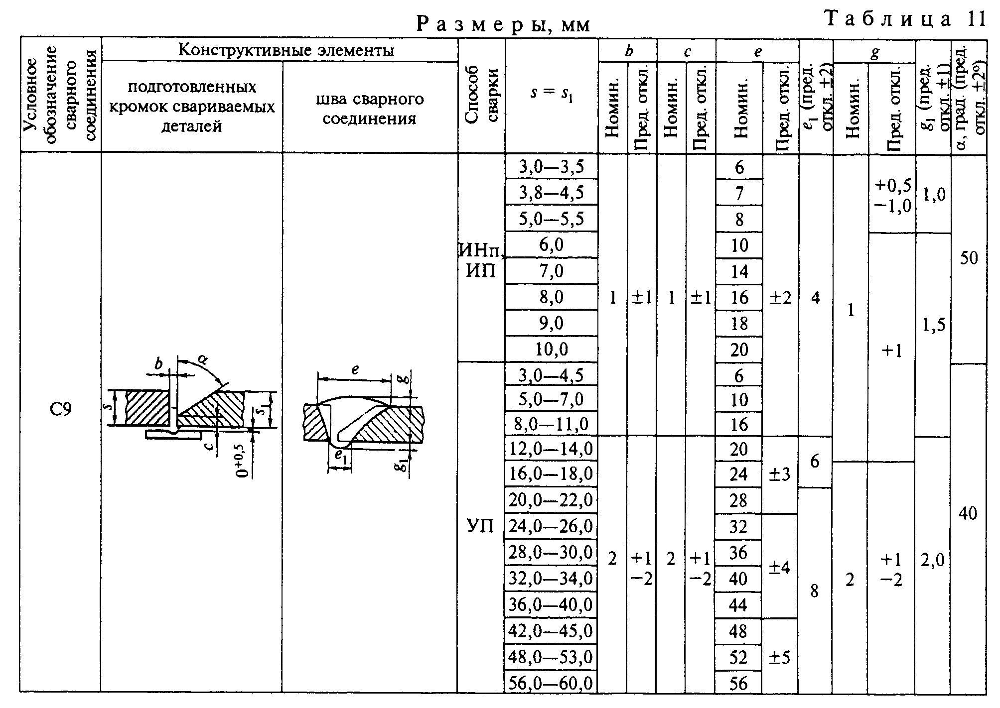 Размеры, мм
Таблица 11
Условное обозначение сварного соединения
Конструктивные элементы
подготовленных
кромок свариваемых
деталей
шва сварного
соединения
Способ сварки
s = s1
b
Номин.
Пред. откл.
c
Номин.
Пред. откл.
e
Номин.
Пред. откл.
e1 (пред. откл. ±2)
g
Номин.
Пред. откл.
g1 (пред. откл. ±1)
α, град. (пред. откл. ±2°)
С9
b
α
s
s1
c
0+0,5
e
g
e1
g1
ИНп,
ИП
3,0—3,5
3,8—4,5
5,0—5,5
6,0
7,0
8,0
9,0
10,0
УП
3,0—4,5
5,0—7,0
8,0—11,0
12,0—14,0
16,0—18,0
20,0—22,0
24,0—26,0
28,0—30,0
32,0—34,0
36,0—40,0
42,0—45,0
48,0—53,0
56,0—60,0
1
2
±1
+1
−2
1
2
±1
+1
−2
6
7
8
10
14
16
18
20
6
10
16
20
24
28
32
36
40
44
48
52
56
±2
±3
±4
±5
4
6
8
1
2
+0,5
−1,0
+1
+1
−2
1,0
1,5
2,0
50
40